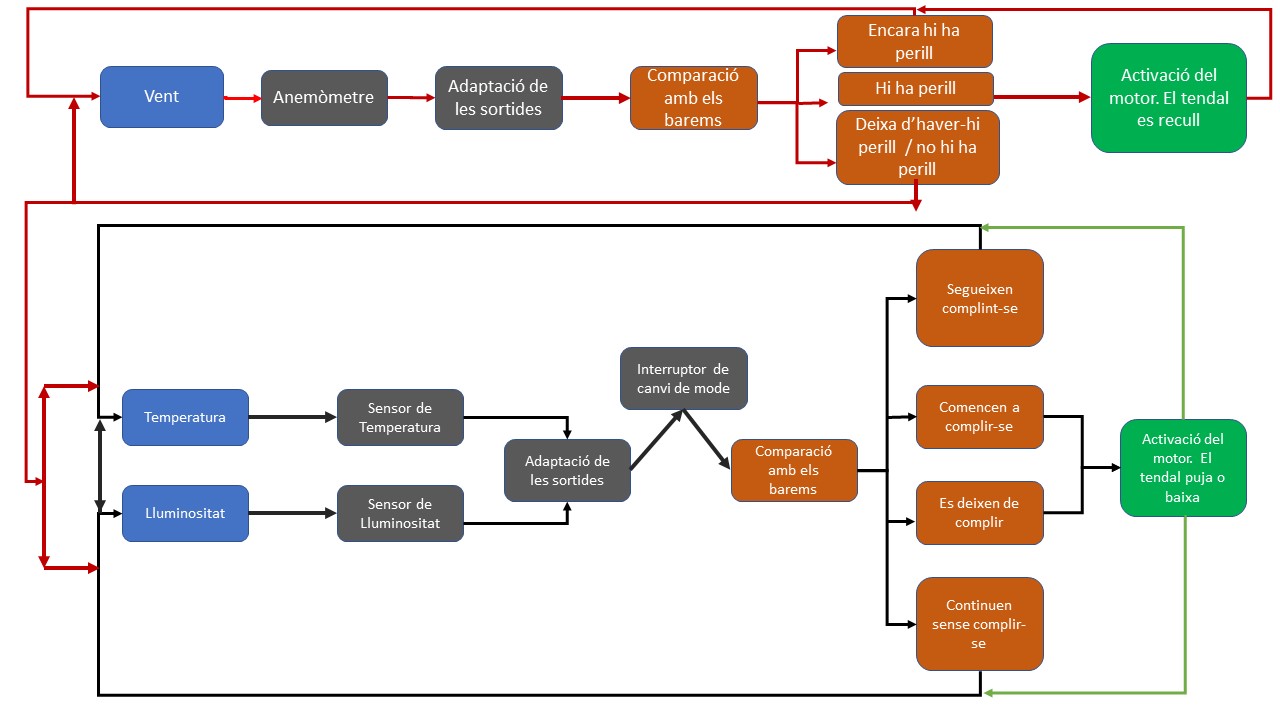 Vent
Anemòmetre
Adaptació de
les sortides
Comparació
amb els
barems
Encara hi ha
perill
Hi ha perill
Deixa d’haver-hi
perill / no hi ha
perill
Activació del
motor. El tendal
es recull
Temperatura
Sensor de
Temperatura
Lluminositat
Sensor de
Lluminositat
Adaptació de
les sortides
Interruptor de
canvi de mode
Comparació
amb els
barems
Segueixen
complint-se
Comencen a
complir-se
Es deixen de
complir
Continuen
sense complir-
se
Activació del
motor. El
tendal puja o
baixa